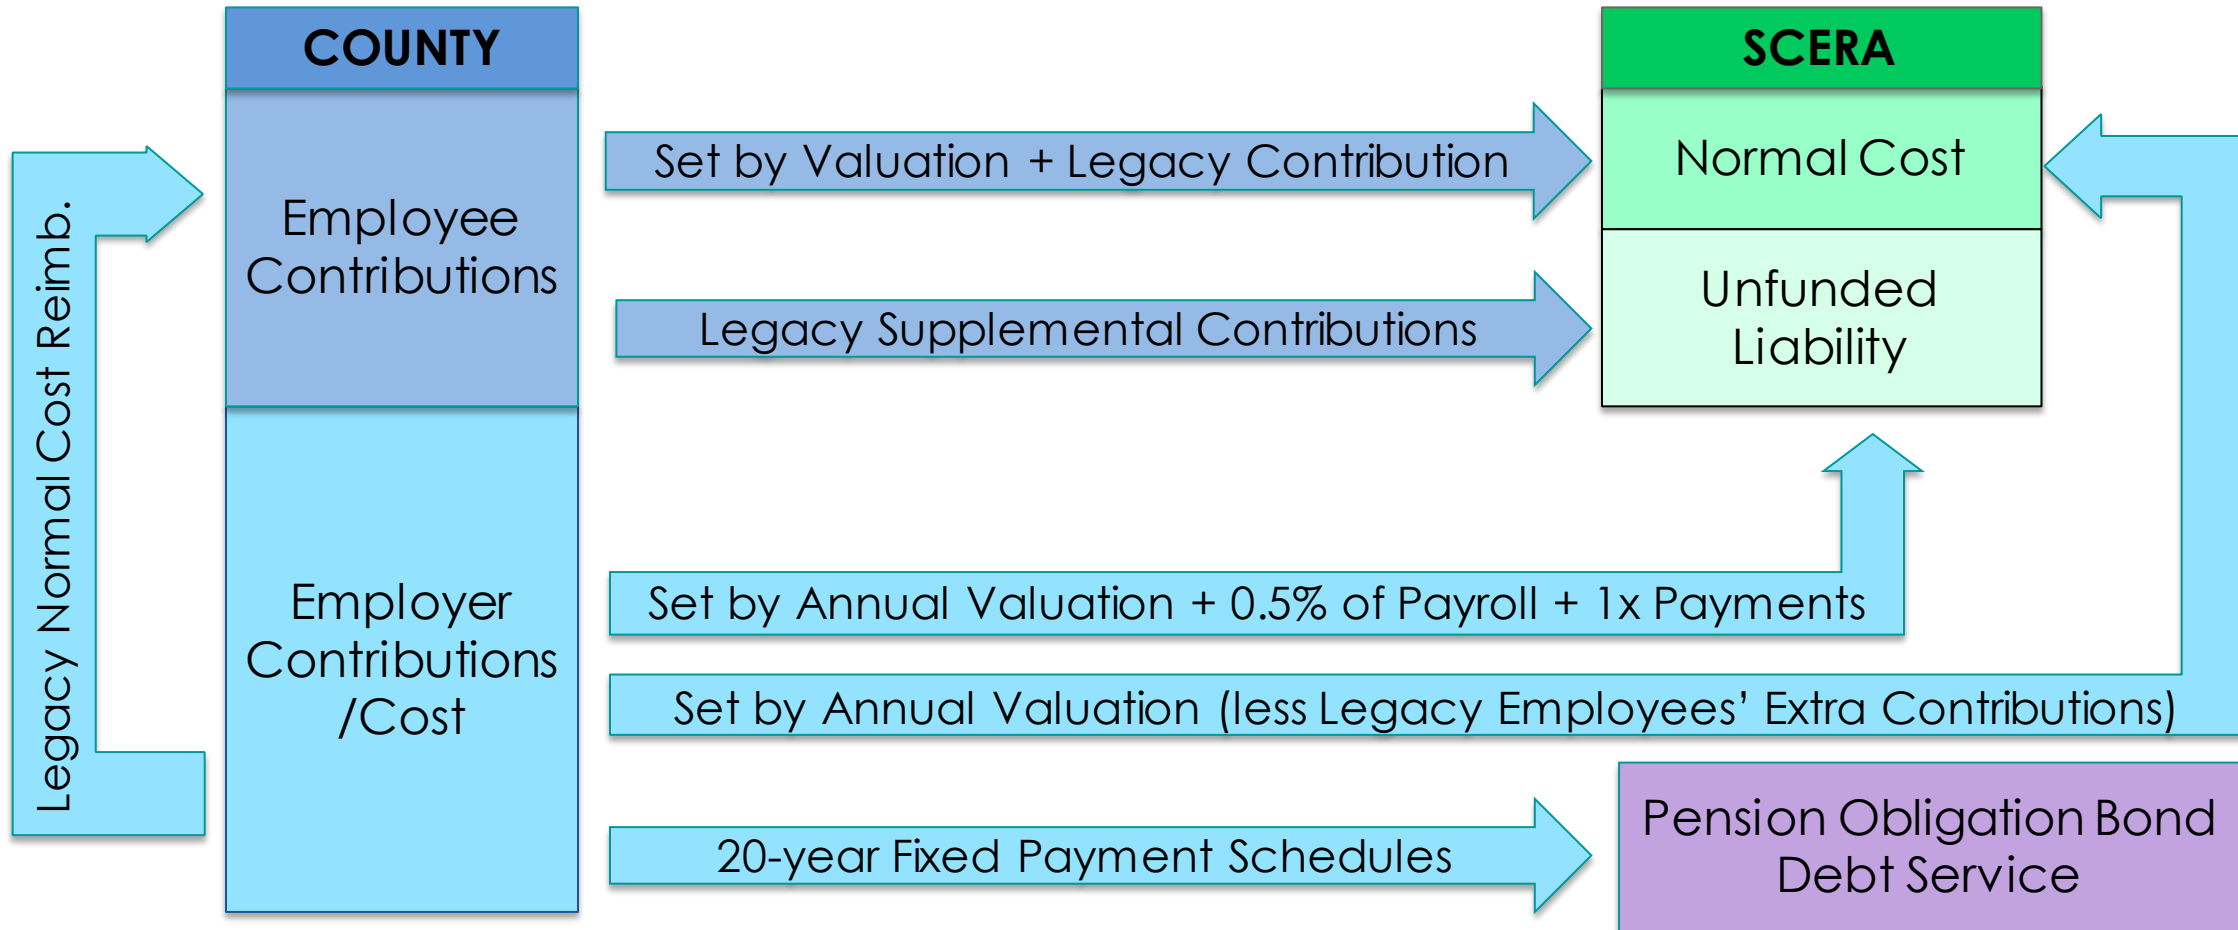 COUNTY
SCERA
Legacy Normal Cost Reimb.
Employee
Contributions
Set by Valuation + Legacy Contribution
Normal Cost
Legacy Supplemental Contributions
Unfunded
Liability
Employer
Contributions
/Cost
Set by Annual Valuation + 0.5% of Payroll + 1x Payments
Set by Annual Valuation (less Legacy Employees’ Extra Contributions)
20-year Fixed Payment Schedules
Pension Obligation Bond
Debt Service